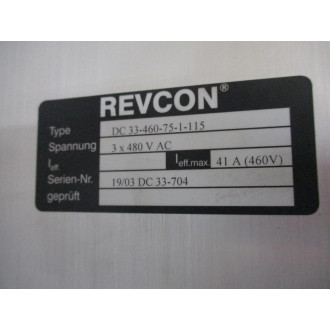 REVCON®
Type DC 33-460-75-1-115
Spannung 3 x 480 V AC
Ieff. Ieff.max. 41 A (460V)
Serien-Nr. 19/03 DC 33-704
geprüft